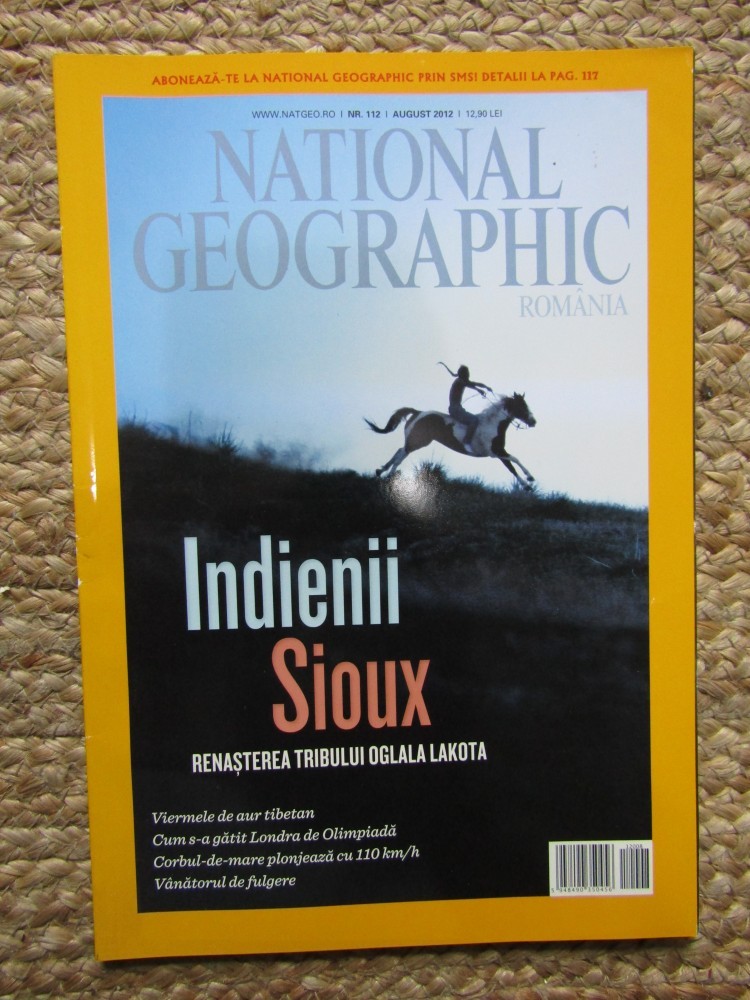 ABONEAZĂ-TE LA NATIONAL GEOGRAPHIC PRIN SMS! DETALII LA PAG. 117
WWW.NATGEO.RO | NR. 112 | AUGUST 2012 | 12,90 LEI
NATIONAL
GEOGRAPHIC
ROMÂNIA
Indienii
Sioux
RENAȘTEREA TRIBULUI OGLALA LAKOTA
Viermele de aur tibetan
Cum s-a gătit Londra de Olimpiadă
Corbul-de-mare plonjează cu 110 km/h
Vânătorul de fulgere